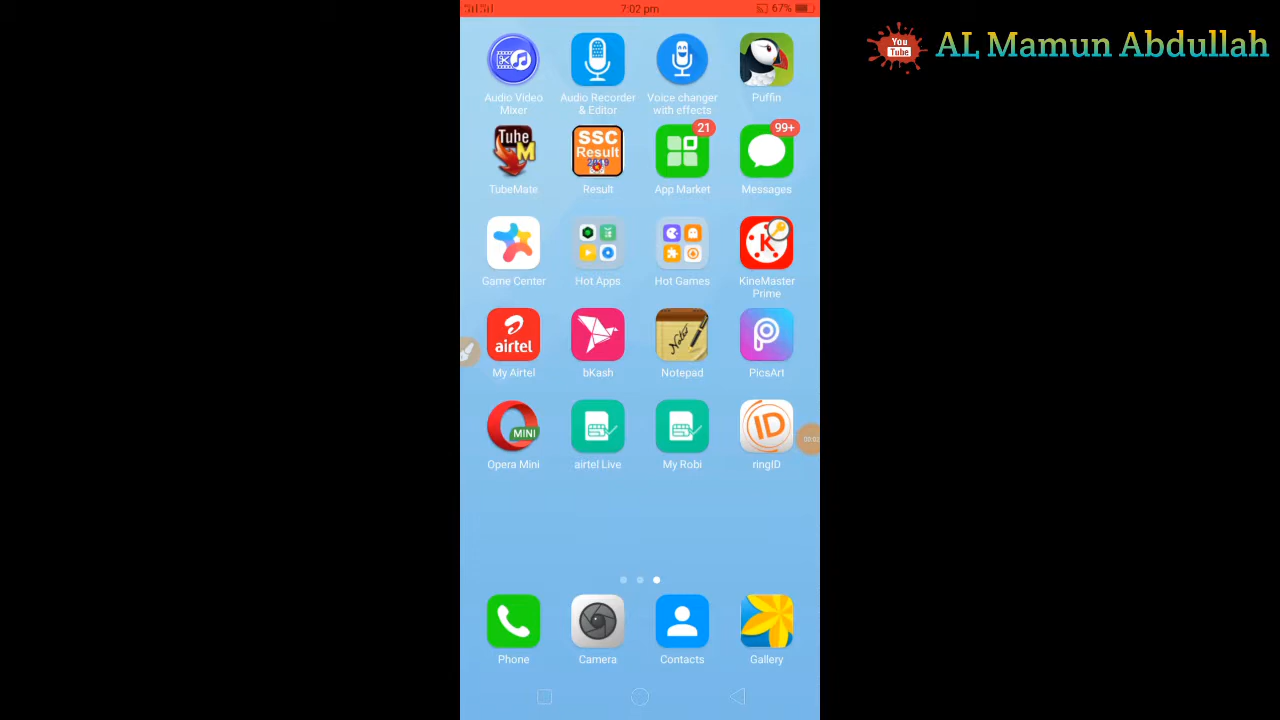 7:02 pm
67%
You
Tube
AL Mamun Abdullah
Audio Video
Mixer
Audio Recorder
& Editor
Voice changer
with effects
Puffin
Tube
M
SSC
Result
2019
21
99+
TubeMate
Result
App Market
Messages
K
Game Center
Hot Apps
Hot Games
KineMaster
Prime
airtel
Notes
My Airtel
bKash
Notepad
PicsArt
MINI
ID
Opera Mini
airtel Live
My Robi
ringID
Phone
Camera
Contacts
Gallery